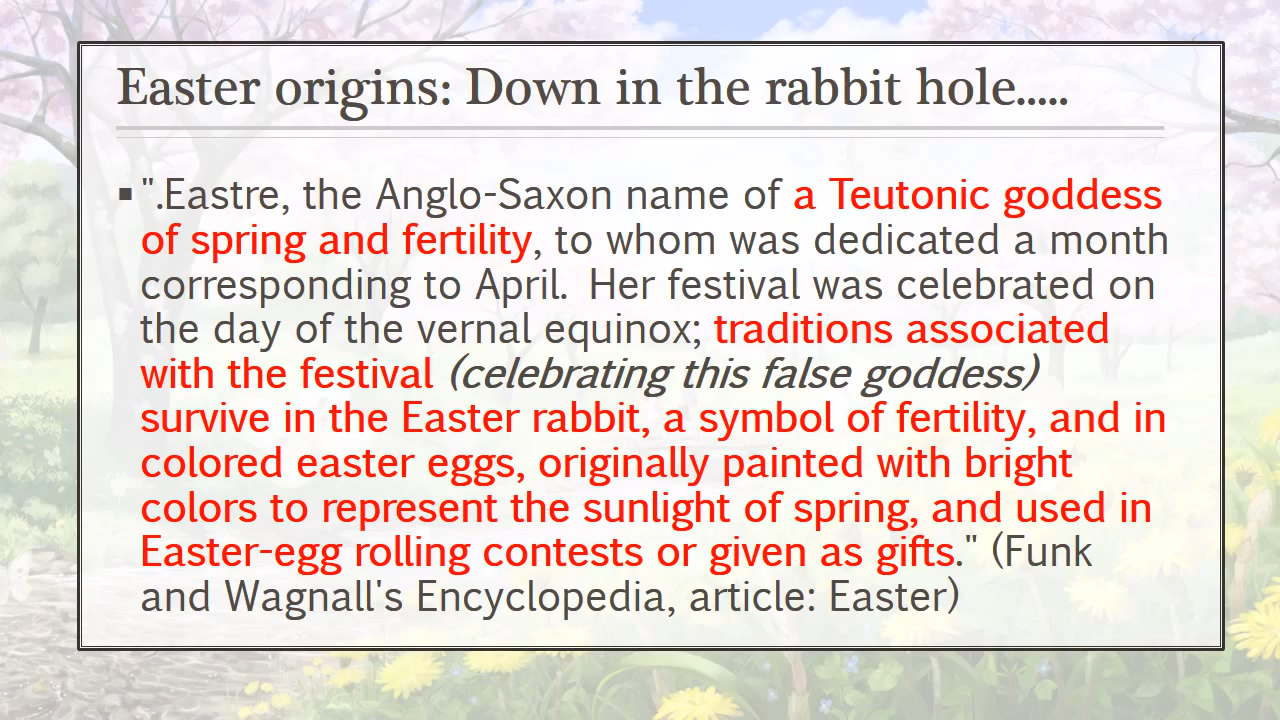 Easter origins: Down in the rabbit hole.....
▪ ".Eastre, the Anglo-Saxon name of a Teutonic goddess
of spring and fertility, to whom was dedicated a month
corresponding to April.  Her festival was celebrated on
the day of the vernal equinox; traditions associated
with the festival (celebrating this false goddess)
survive in the Easter rabbit, a symbol of fertility, and in
colored easter eggs, originally painted with bright
colors to represent the sunlight of spring, and used in
Easter-egg rolling contests or given as gifts." (Funk
and Wagnall's Encyclopedia, article: Easter)